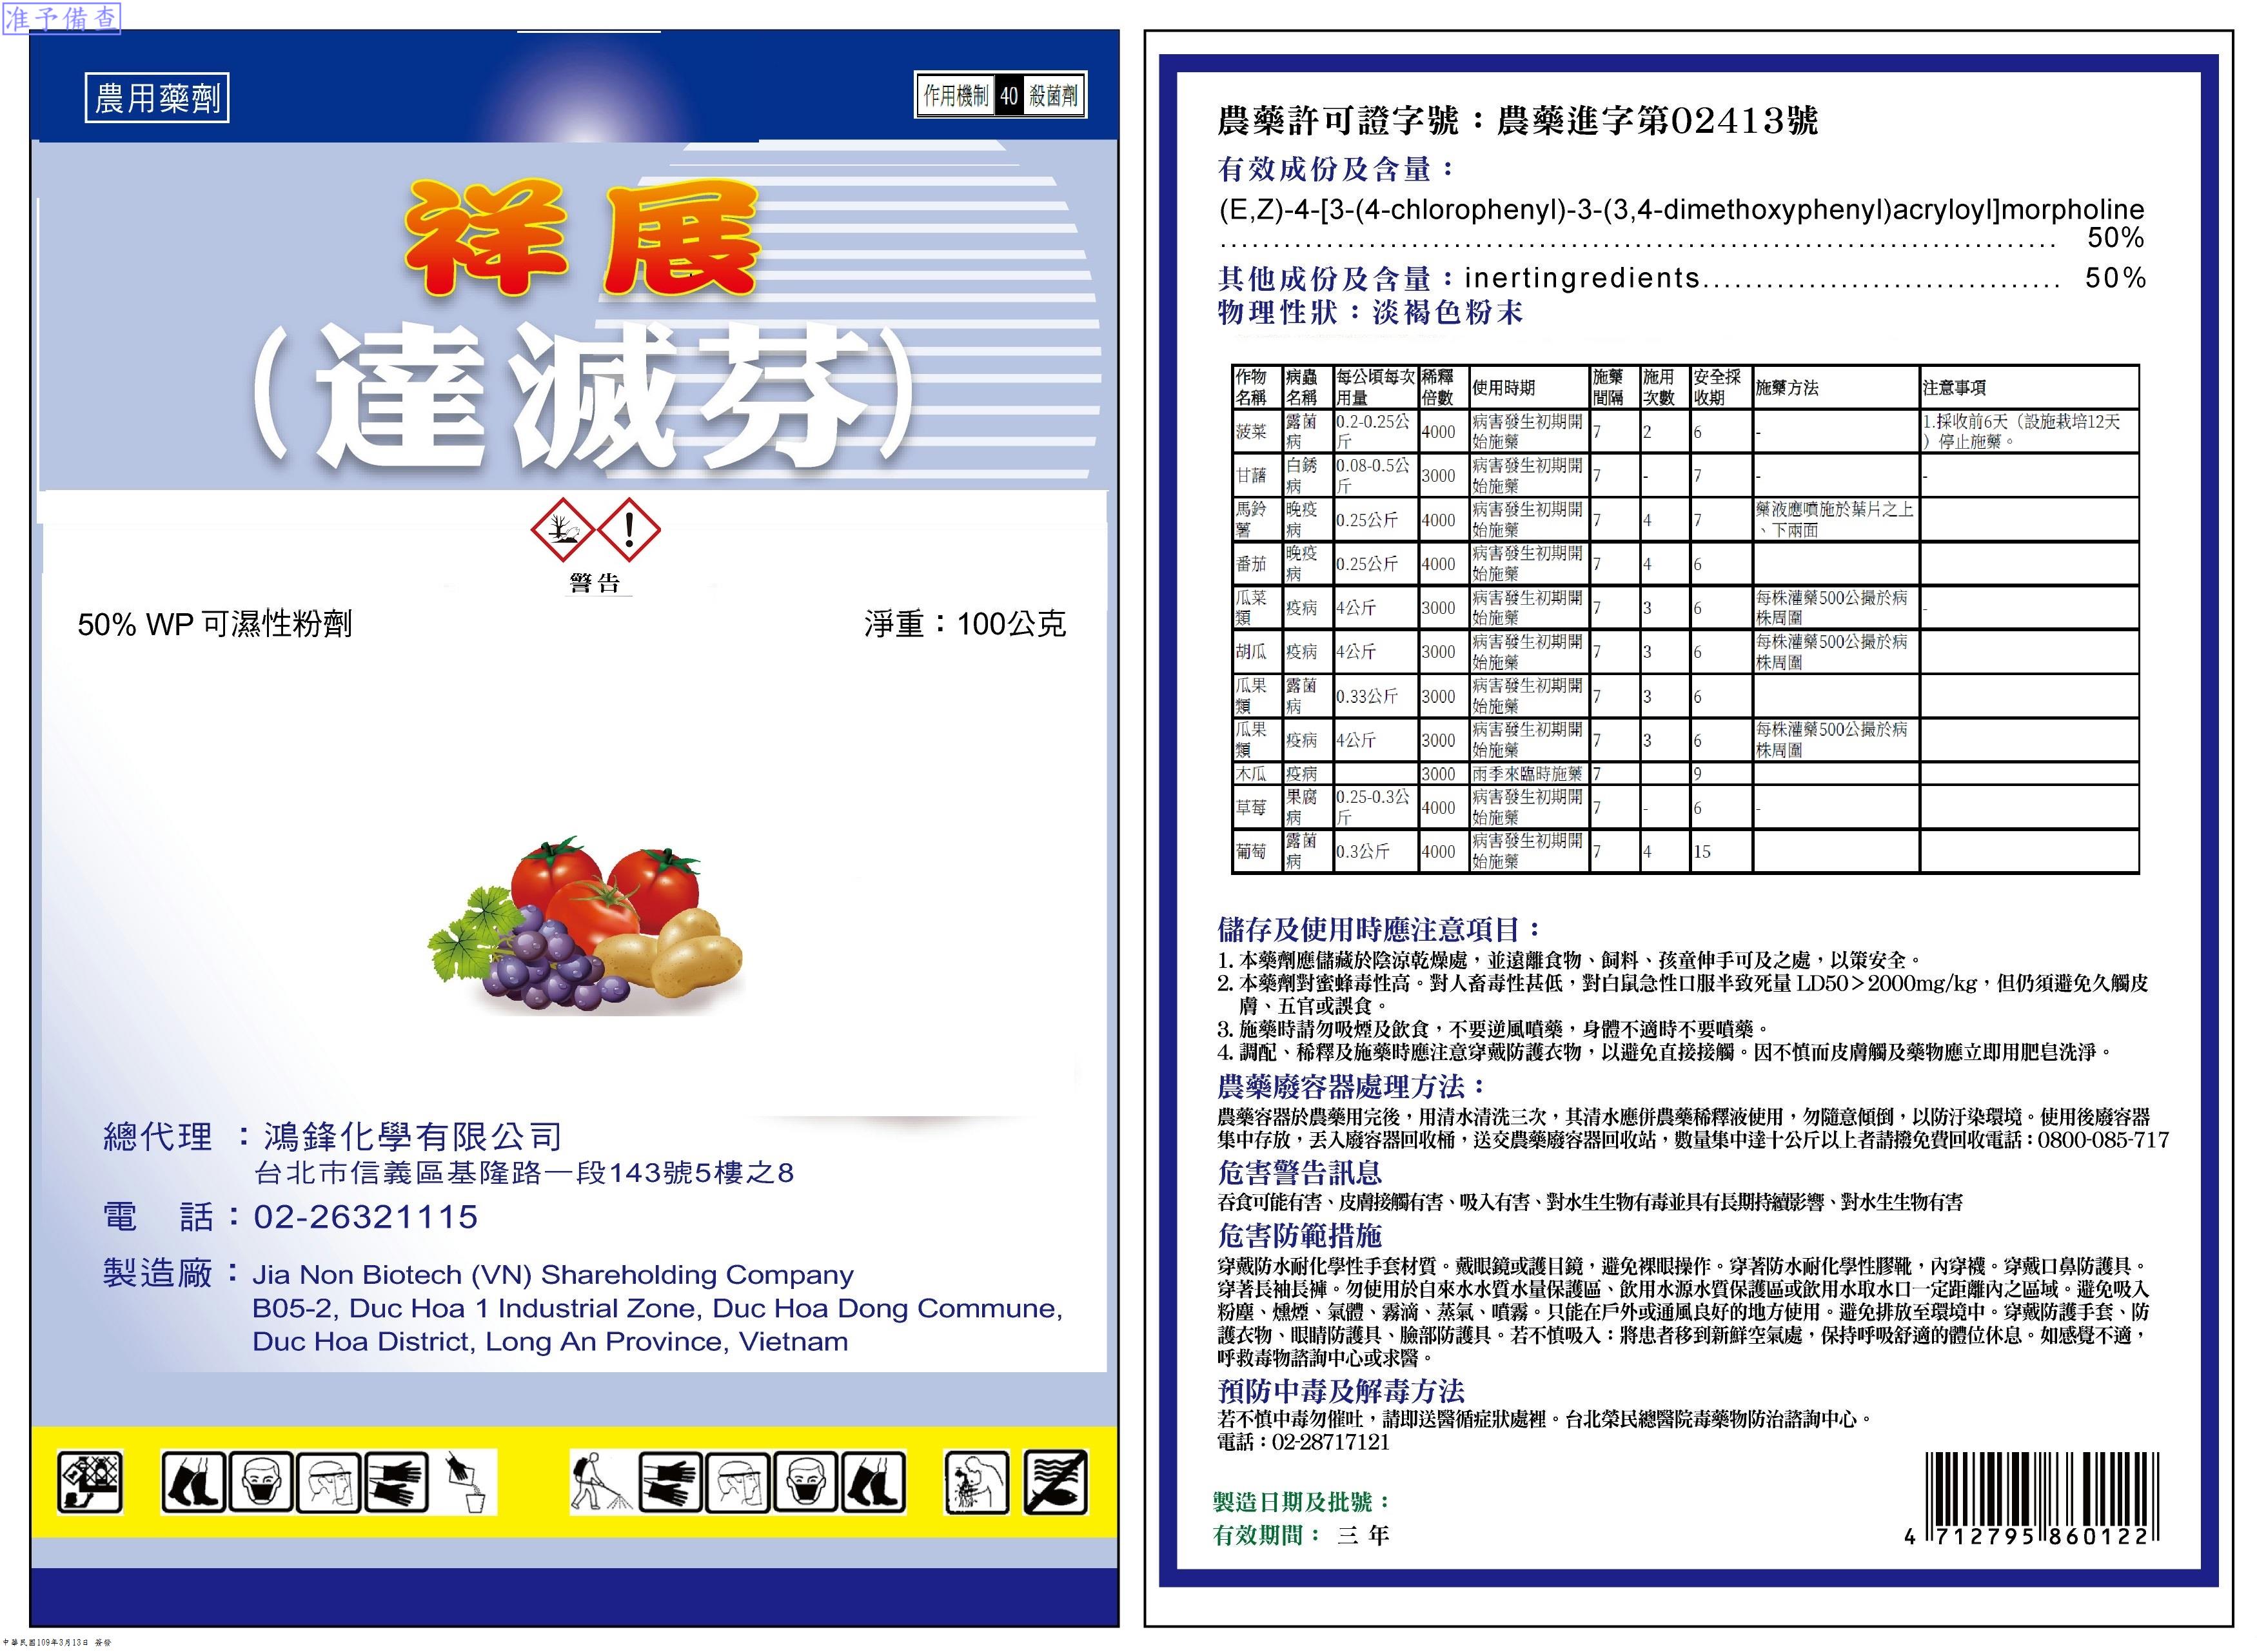 准予備查
農用藥劑
作用機制 40 殺菌劑
祥展
(達滅芬)
警告
50% WP 可濕性粉劑
淨重：100公克
總代理 ：鴻鋒化學有限公司
台北市信義區基隆路一段143號5樓之8
電 話：02-26321115
製造廠：Jia Non Biotech (VN) Shareholding Company
B05-2, Duc Hoa 1 Industrial Zone, Duc Hoa Dong Commune,
Duc Hoa District, Long An Province, Vietnam
中華民國109年3月13日 簽發
農藥許可證字號：農藥進字第02413號
有效成份及含量：
(E,Z)-4-[3-(4-chlorophenyl)-3-(3,4-dimethoxyphenyl)acryloyl]morpholine
.............................................................................. 50%
其他成份及含量：inertingredients.................................. 50%
物理性狀：淡褐色粉末
作物名稱 病蟲名稱 每公頃每次用量 稀釋倍數 使用時期 施藥間隔 施用次數 安全採收期 施藥方法 注意事項
菠菜 露菌病 0.2-0.25公斤 4000 病害發生初期開始施藥 7 2 6 - 1.採收前6天（設施栽培12天）停止施藥。
甘藷 白銹病 0.08-0.5公斤 3000 病害發生初期開始施藥 7 - 7 - -
馬鈴薯 晚疫病 0.25公斤 4000 病害發生初期開始施藥 7 4 7 藥液應噴施於葉片之上、下兩面
番茄 晚疫病 0.25公斤 4000 病害發生初期開始施藥 7 4 6
瓜菜類 疫病 4公斤 3000 病害發生初期開始施藥 7 3 6 每株灌藥500公撮於病株周圍 -
胡瓜 疫病 4公斤 3000 病害發生初期開始施藥 7 3 6 每株灌藥500公撮於病株周圍
瓜果類 露菌病 0.33公斤 3000 病害發生初期開始施藥 7 3 6
瓜果類 疫病 4公斤 3000 病害發生初期開始施藥 7 3 6 每株灌藥500公撮於病株周圍
木瓜 疫病 3000 雨季來臨時施藥 7 9
草莓 果腐病 0.25-0.3公斤 4000 病害發生初期開始施藥 7 - 6 -
葡萄 露菌病 0.3公斤 4000 病害發生初期開始施藥 7 4 15
儲存及使用時應注意項目：
1. 本藥劑應儲藏於陰涼乾燥處，並遠離食物、飼料、孩童伸手可及之處，以策安全。
2. 本藥劑對蜜蜂毒性高。對人畜毒性甚低，對白鼠急性口服半致死量 LD50＞2000mg/kg，但仍須避免久觸皮
膚、五官或誤食。
3. 施藥時請勿吸煙及飲食，不要逆風噴藥，身體不適時不要噴藥。
4. 調配、稀釋及施藥時應注意穿戴防護衣物，以避免直接接觸。因不慎而皮膚觸及藥物應立即用肥皂洗淨。
農藥廢容器處理方法：
農藥容器於農藥用完後，用清水清洗三次，其清水應併農藥稀釋液使用，勿隨意傾倒，以防汙染環境。使用後廢容器
集中存放，丟入廢容器回收桶，送交農藥廢容器回收站，數量集中達十公斤以上者請撥免費回收電話：0800-085-717
危害警告訊息
吞食可能有害、皮膚接觸有害、吸入有害、對水生生物有毒並具有長期持續影響、對水生生物有害
危害防範措施
穿戴防水耐化學性手套材質。戴眼鏡或護目鏡，避免裸眼操作。穿著防水耐化學性膠靴，內穿襪。穿戴口鼻防護具。
穿著長袖長褲。勿使用於自來水水質水量保護區、飲用水源水質保護區或飲用水取水口一定距離內之區域。避免吸入
粉塵、燻煙、氣體、霧滴、蒸氣、噴霧。只能在戶外或通風良好的地方使用。避免排放至環境中。穿戴防護手套、防
護衣物、眼睛防護具、臉部防護具。若不慎吸入：將患者移到新鮮空氣處，保持呼吸舒適的體位休息。如感覺不適，
呼救毒物諮詢中心或求醫。
預防中毒及解毒方法
若不慎中毒勿催吐，請即送醫循症狀處裡。台北榮民總醫院毒藥物防治諮詢中心。
電話：02-28717121
製造日期及批號：
有效期間： 三 年
4 712795 860122